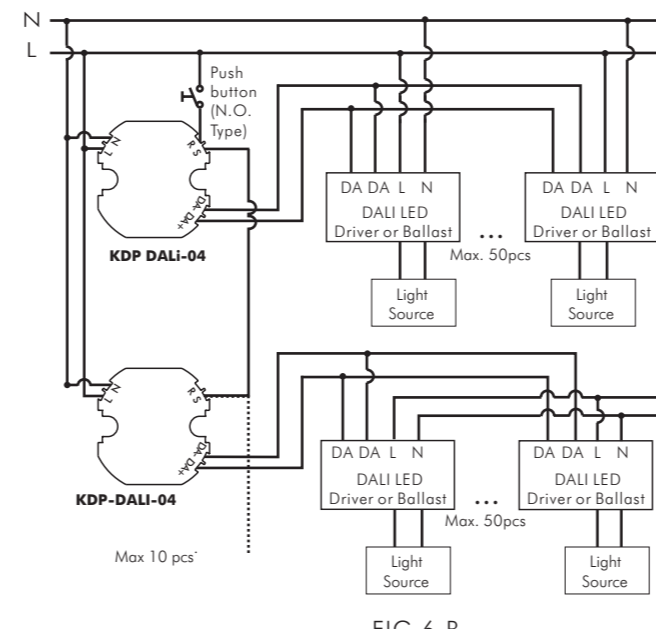 N
L
Push
button
(N.O.
Type)
N
L
R S
DA- DA+
KDP DALi-04
DA DA L N
DALI LED
Driver or Ballast
DA DA L N
DALI LED
Driver or Ballast
...
Max. 50pcs
Light
Source
Light
Source
N
L
R S
DA- DA+
KDP-DALI-04
DA DA L N
DALI LED
Driver or Ballast
DA DA L N
DALI LED
Driver or Ballast
...
Max. 50pcs
Light
Source
Light
Source
Max 10 pcs